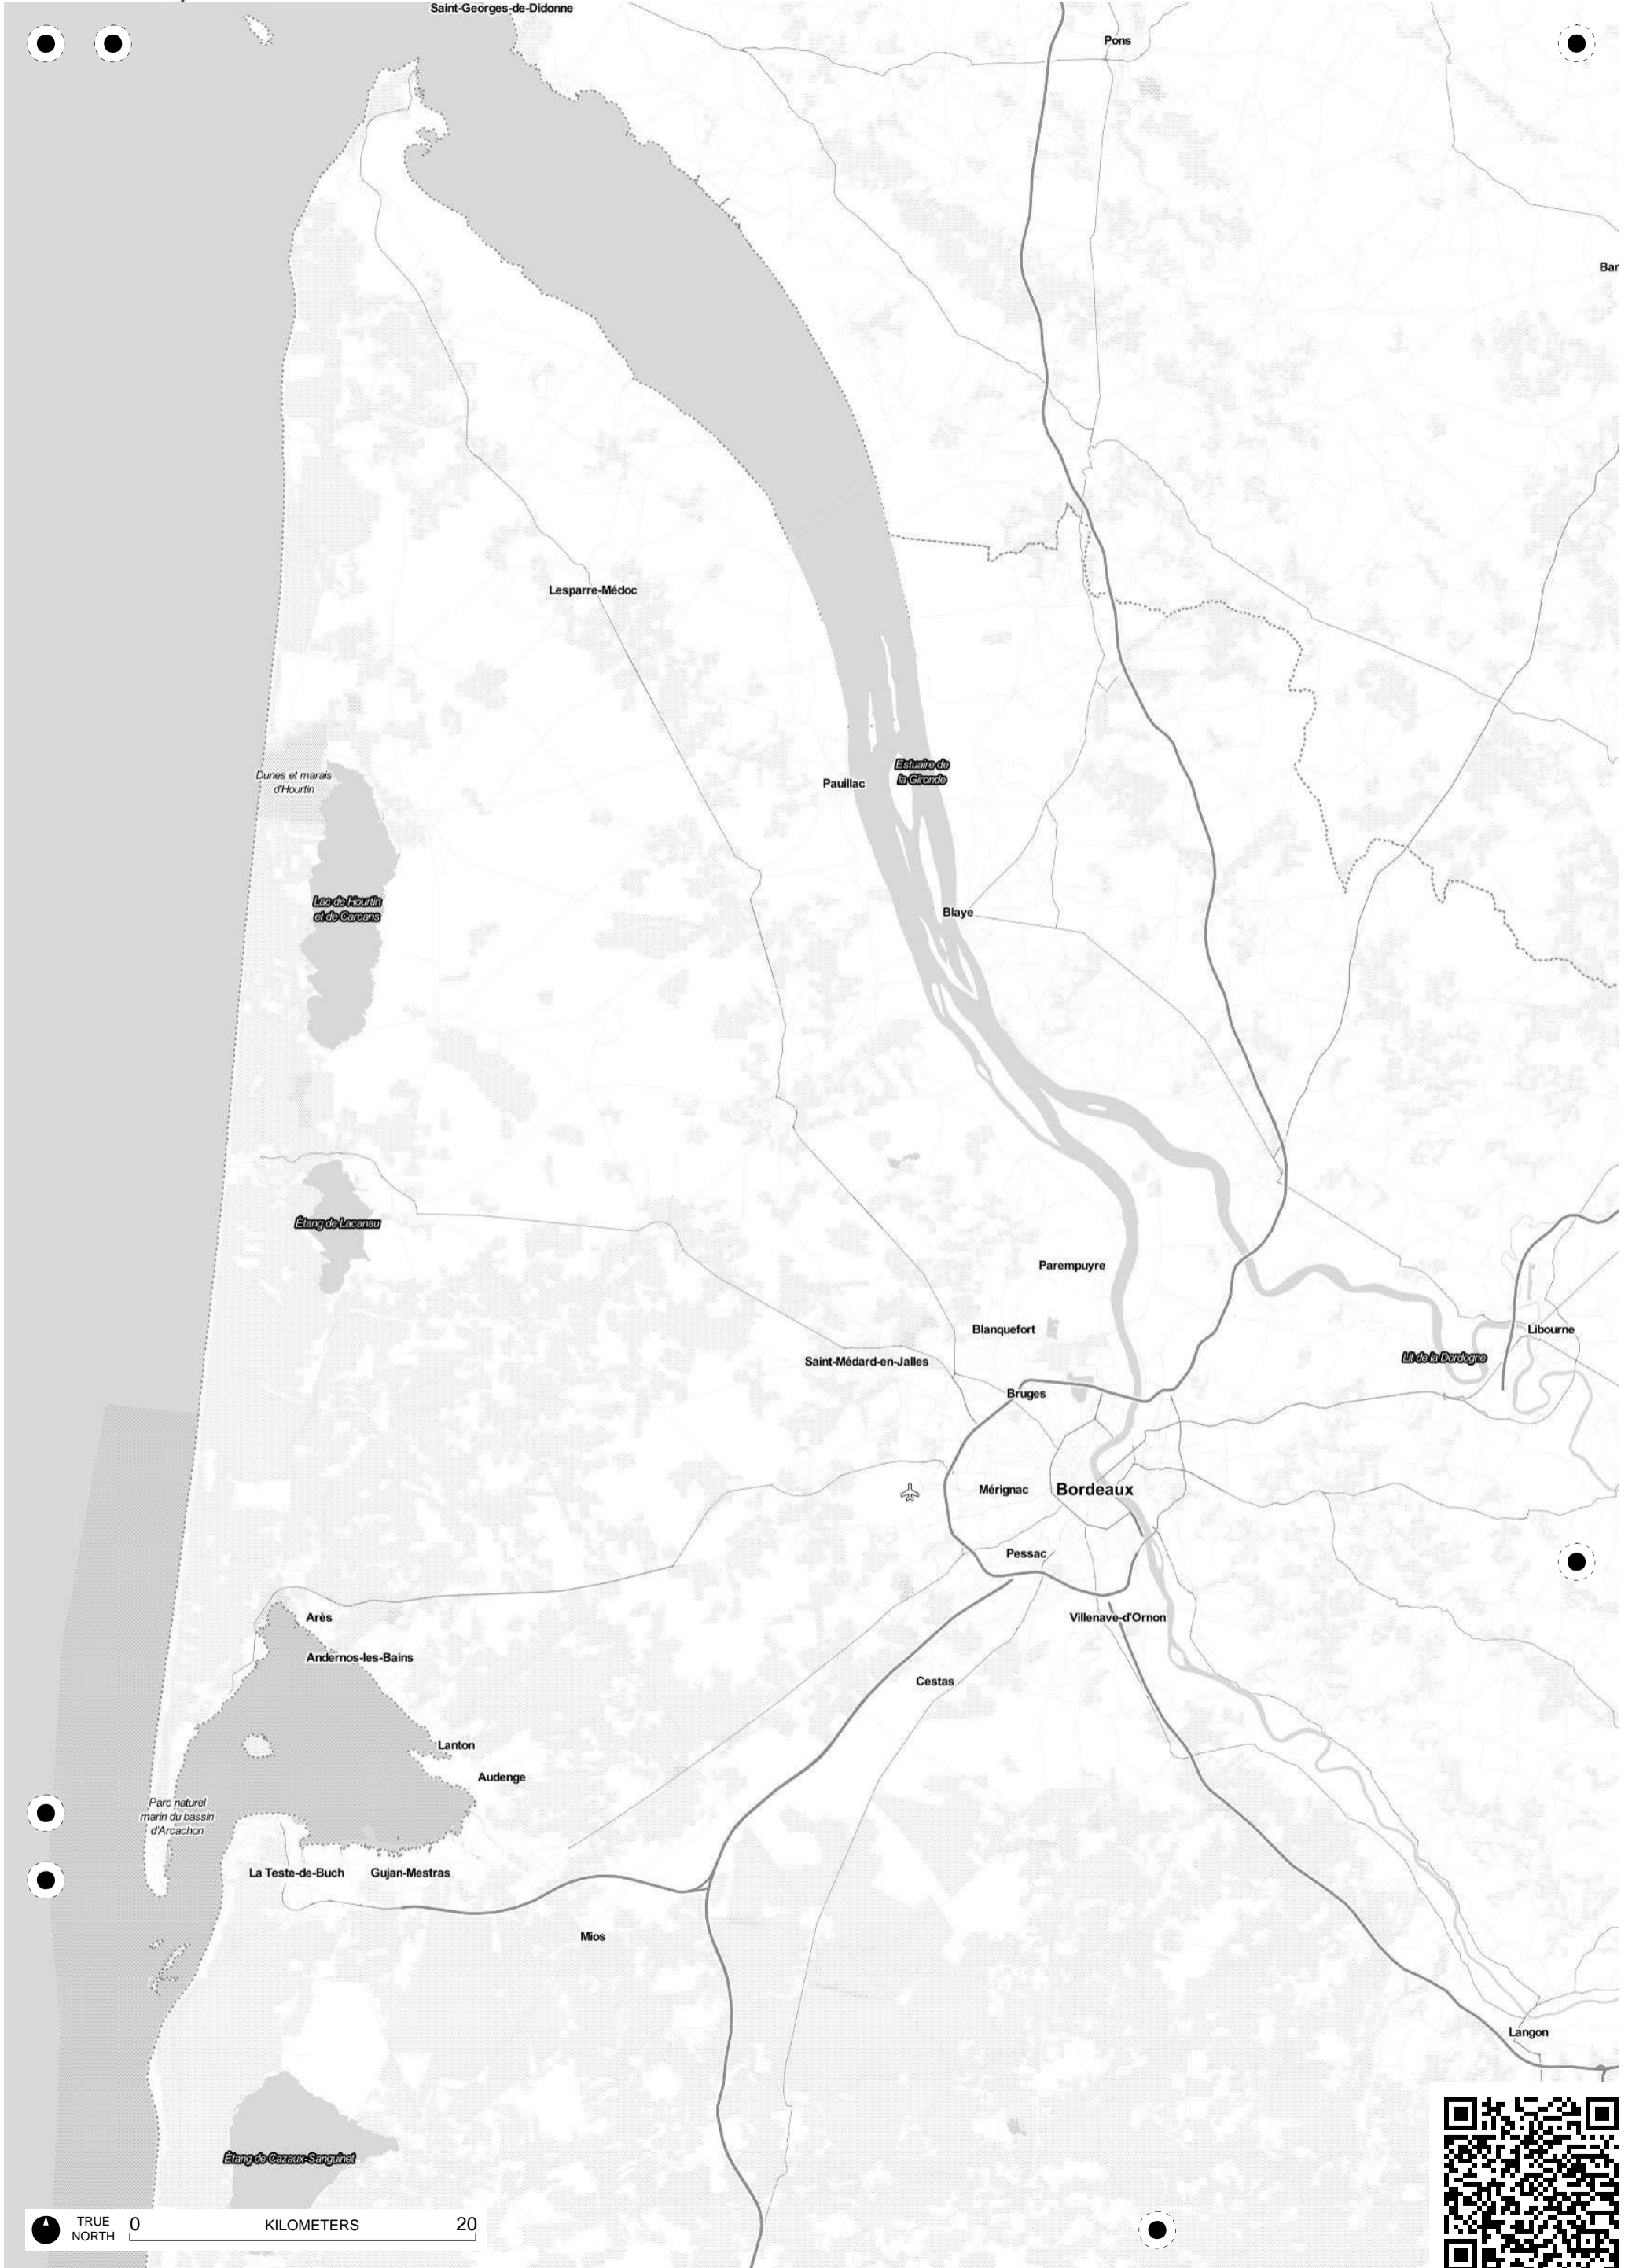 Saint-Georges-de-Didonne
Pons
Bar
Lesparre-Médoc
Estuaire de
la Gironde
Dunes et marais
d'Hourtin
Pauillac
Lac de Hourtin
et de Carcans
Blaye
Étang de Lacanau
Parempuyre
Blanquefort
Libourne
Saint-Médard-en-Jalles
Lit de la Dordogne
Bruges
Mérignac
Bordeaux
Pessac
Arès
Villenave-d'Ornon
Andernos-les-Bains
Cestas
Lanton
Audenge
Parc naturel
marin du bassin
d'Arcachon
La Teste-de-Buch
Gujan-Mestras
Mios
Langon
Étang de Cazaux-Sanguinet
TRUE
NORTH
0 KILOMETERS 20